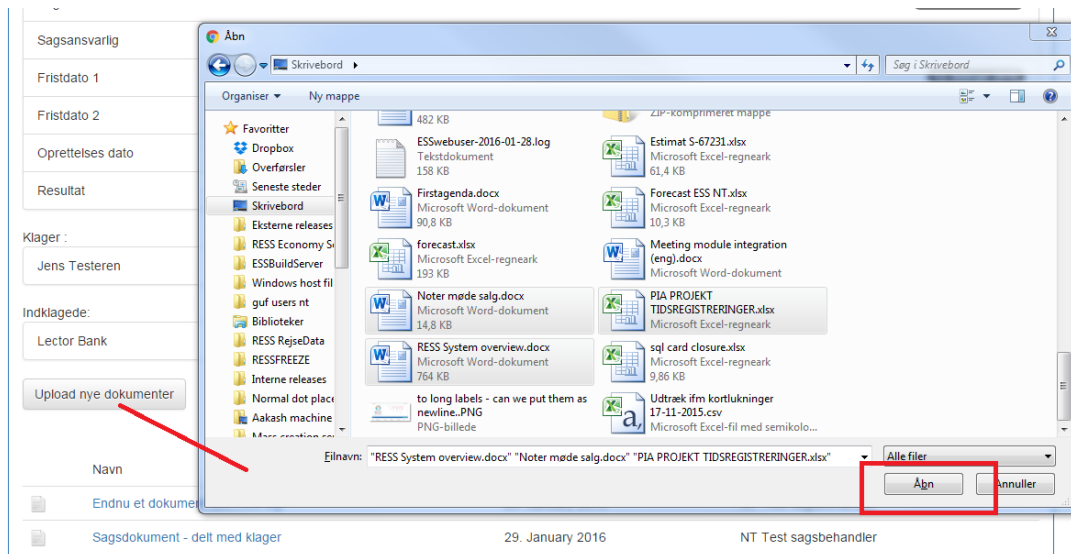 Sagsansvarlig
Fristdato 1
Fristdato 2
Oprettelses dato
Resultat
Klager :
Jens Testeren
Indklagede:
Lector Bank
Upload nye dokumenter
Navn
Endnu et dokume
Sagsdokument - delt med klager
29. January 2016
NT Test sagsbehandler
Åbn
Skrivebord
Søg i Skrivebord
Organiser
Ny mappe
Favoritter
Dropbox
Overførsler
Seneste steder
Skrivebord
Eksterne releases
RESS Economy Se
ESSBuildServer
Windows host fil
guf users nt
Biblioteker
RESS RejseData
RESSFREEZE
Interne releases
Normal dot place
Aakash machine
482 KB
ZIP-komprimeret mappe
ESSwebuser-2016-01-28.log
Tekstdokument
158 KB
Estimat S-67231.xlsx
Microsoft Excel-regneark
61,4 KB
Firstagenda.docx
Microsoft Word-dokument
90,8 KB
Forecast ESS NT.xlsx
Microsoft Excel-regneark
10,3 KB
forecast.xlsx
Microsoft Excel-regneark
193 KB
Meeting module integration
(eng).docx
Microsoft Word-dokument
Noter møde salg.docx
Microsoft Word-dokument
14,8 KB
PIA PROJEKT
TIDSREGISTRERINGER.xlsx
Microsoft Excel-regneark
RESS System overview.docx
Microsoft Word-dokument
764 KB
sql card closure.xlsx
Microsoft Excel-regneark
9,86 KB
to long labels - can we put them as
newline..PNG
PNG-billede
Udtræk ifm kortlukninger
17-11-2015.csv
Microsoft Excel-fil med semikolo...
Filnavn:
"RESS System overview.docx" "Noter møde salg.docx" "PIA PROJEKT TIDSREGISTRERINGER.xlsx"
Alle filer
Åbn
Annuller